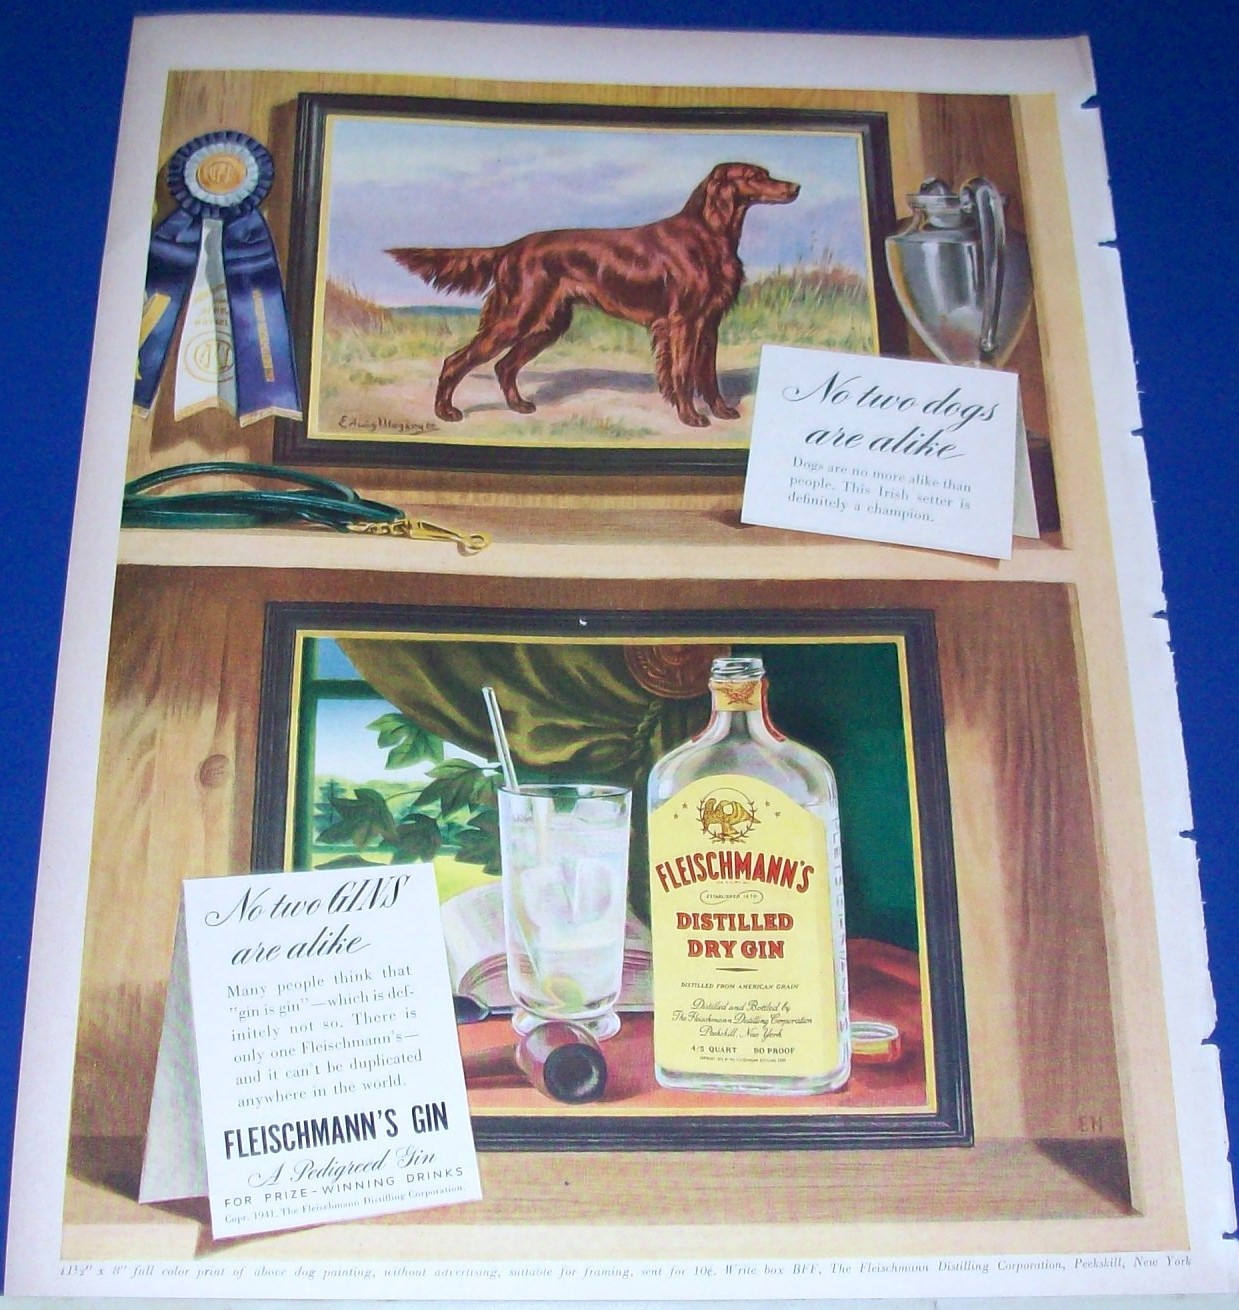 No two dogs
are alike
Dogs are no more alike than
people. This Irish setter is
definitely a champion.
FLEISCHMANN'S
ESTABLISHED 1870
DISTILLED
DRY GIN
DISTILLED FROM AMERICAN GRAIN
Distilled and Bottled by
The Fleischmann Distilling Corporation
Peekskill, New York
4/5 QUART 90 PROOF
No two GINS
are alike
Many people think that
"gin is gin"—which is def-
initely not so. There is
only one Fleischmann's—
and it can't be duplicated
anywhere in the world.
FLEISCHMANN'S GIN
A Pedigreed Gin
FOR PRIZE-WINNING DRINKS
Copr. 1941, The Fleischmann Distilling Corporation.
EH
11½" x 8" full color print of above dog painting, without advertising, suitable for framing, sent for 10¢. Write box BFF, The Fleischmann Distilling Corporation, Peekskill, New York